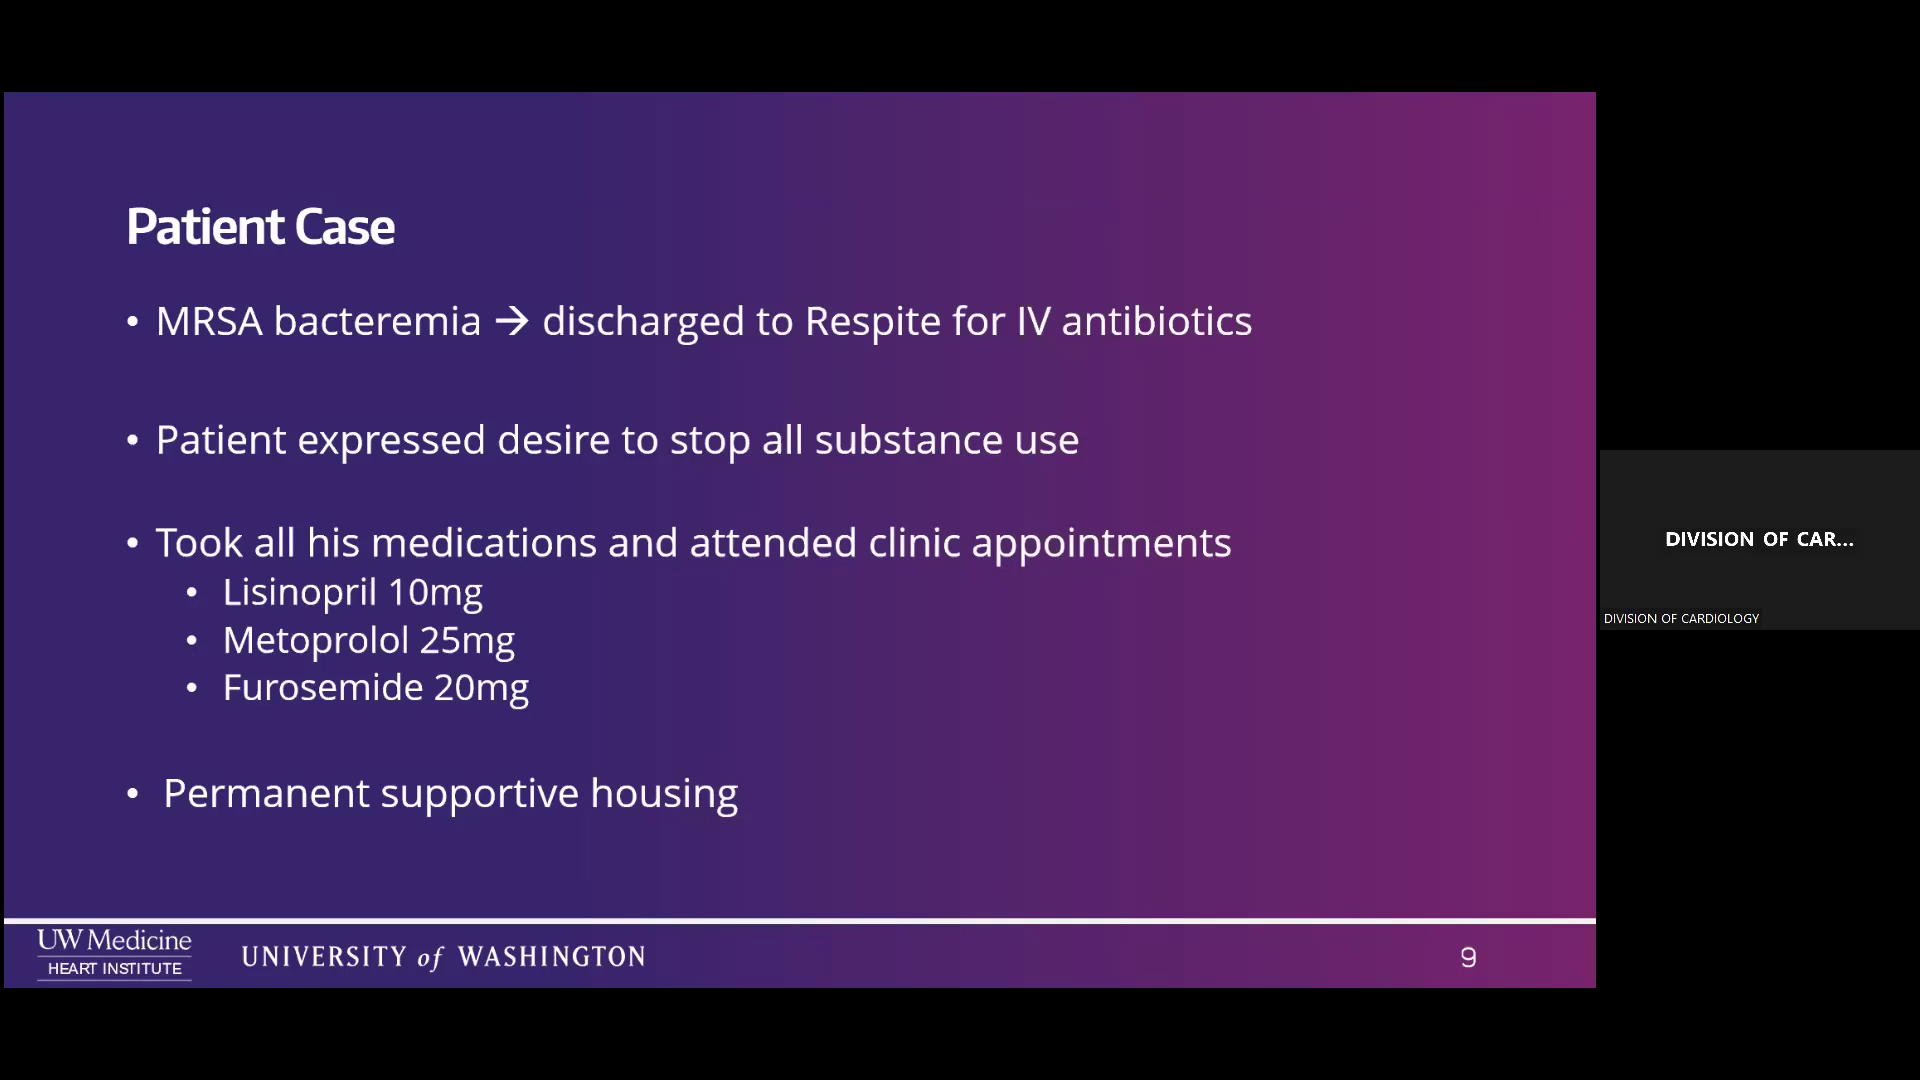 Patient Case
• MRSA bacteremia → discharged to Respite for IV antibiotics
• Patient expressed desire to stop all substance use
• Took all his medications and attended clinic appointments
• Lisinopril 10mg
• Metoprolol 25mg
• Furosemide 20mg
• Permanent supportive housing
UW Medicine
HEART INSTITUTE
UNIVERSITY of WASHINGTON
9
DIVISION OF CAR...
DIVISION OF CARDIOLOGY